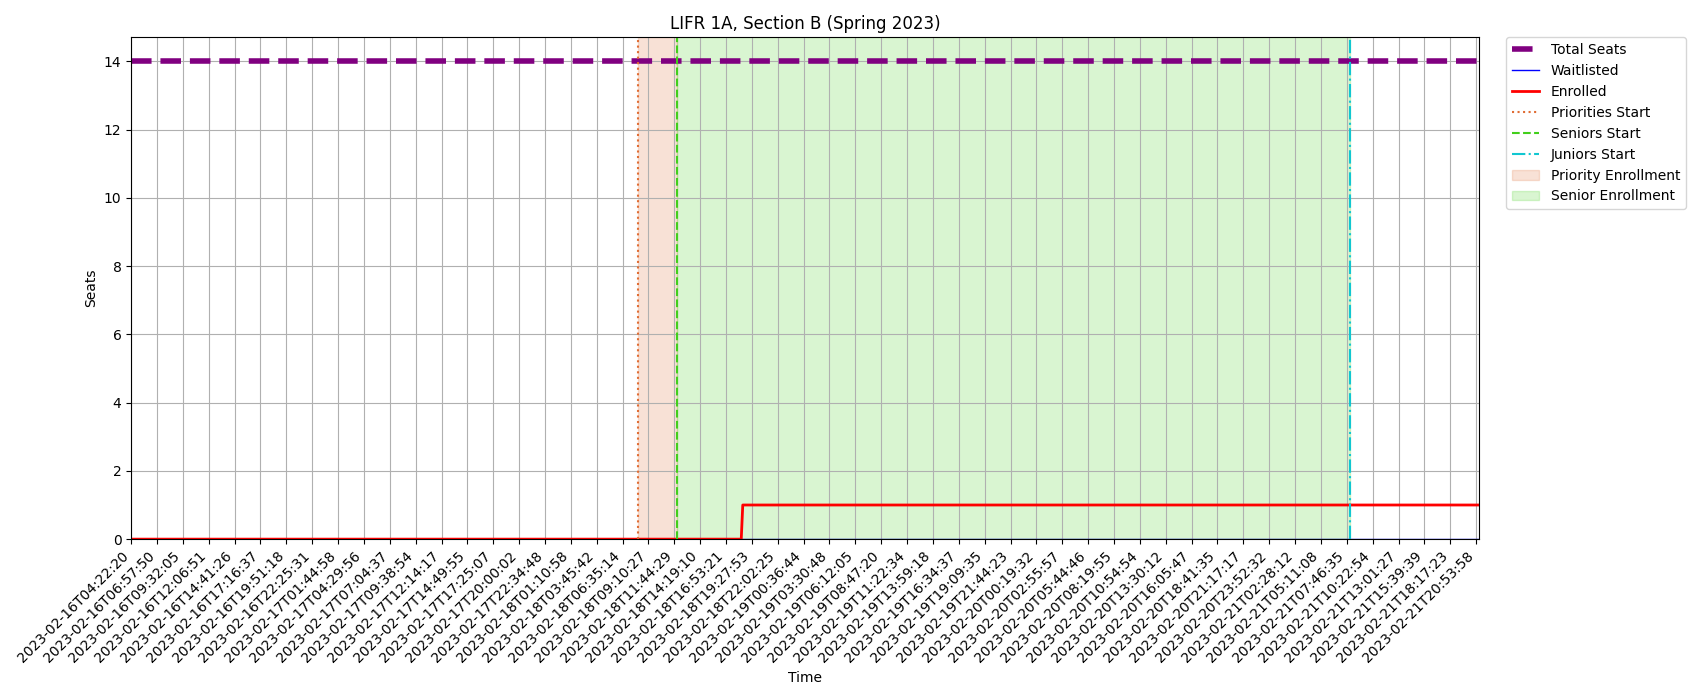 LIFR 1A, Section B (Spring 2023)
Total Seats
Waitlisted
Enrolled
Priorities Start
Seniors Start
Juniors Start
Priority Enrollment
Senior Enrollment
Seats
14
12
10
8
6
4
2
0
2023-02-16T04:22:20
2023-02-16T06:57:50
2023-02-16T09:32:05
2023-02-16T12:06:51
2023-02-16T14:41:26
2023-02-16T17:16:37
2023-02-16T19:51:18
2023-02-16T22:25:31
2023-02-17T01:44:58
2023-02-17T04:29:56
2023-02-17T07:04:37
2023-02-17T09:38:54
2023-02-17T12:14:17
2023-02-17T14:49:55
2023-02-17T17:25:07
2023-02-17T20:00:02
2023-02-17T22:34:48
2023-02-18T01:10:58
2023-02-18T03:45:42
2023-02-18T06:35:14
2023-02-18T09:10:27
2023-02-18T11:44:29
2023-02-18T14:19:10
2023-02-18T16:53:21
2023-02-18T19:27:53
2023-02-18T22:02:25
2023-02-19T00:36:44
2023-02-19T03:30:48
2023-02-19T06:12:05
2023-02-19T08:47:20
2023-02-19T11:22:34
2023-02-19T13:59:18
2023-02-19T16:34:37
2023-02-19T19:09:35
2023-02-19T21:44:23
2023-02-20T00:19:32
2023-02-20T02:55:57
2023-02-20T05:44:46
2023-02-20T08:19:55
2023-02-20T10:54:54
2023-02-20T13:30:12
2023-02-20T16:05:47
2023-02-20T18:41:35
2023-02-20T21:17:17
2023-02-20T23:52:32
2023-02-21T02:28:12
2023-02-21T05:11:08
2023-02-21T07:46:35
2023-02-21T10:22:54
2023-02-21T13:01:27
2023-02-21T15:39:39
2023-02-21T18:17:23
2023-02-21T20:53:58
Time